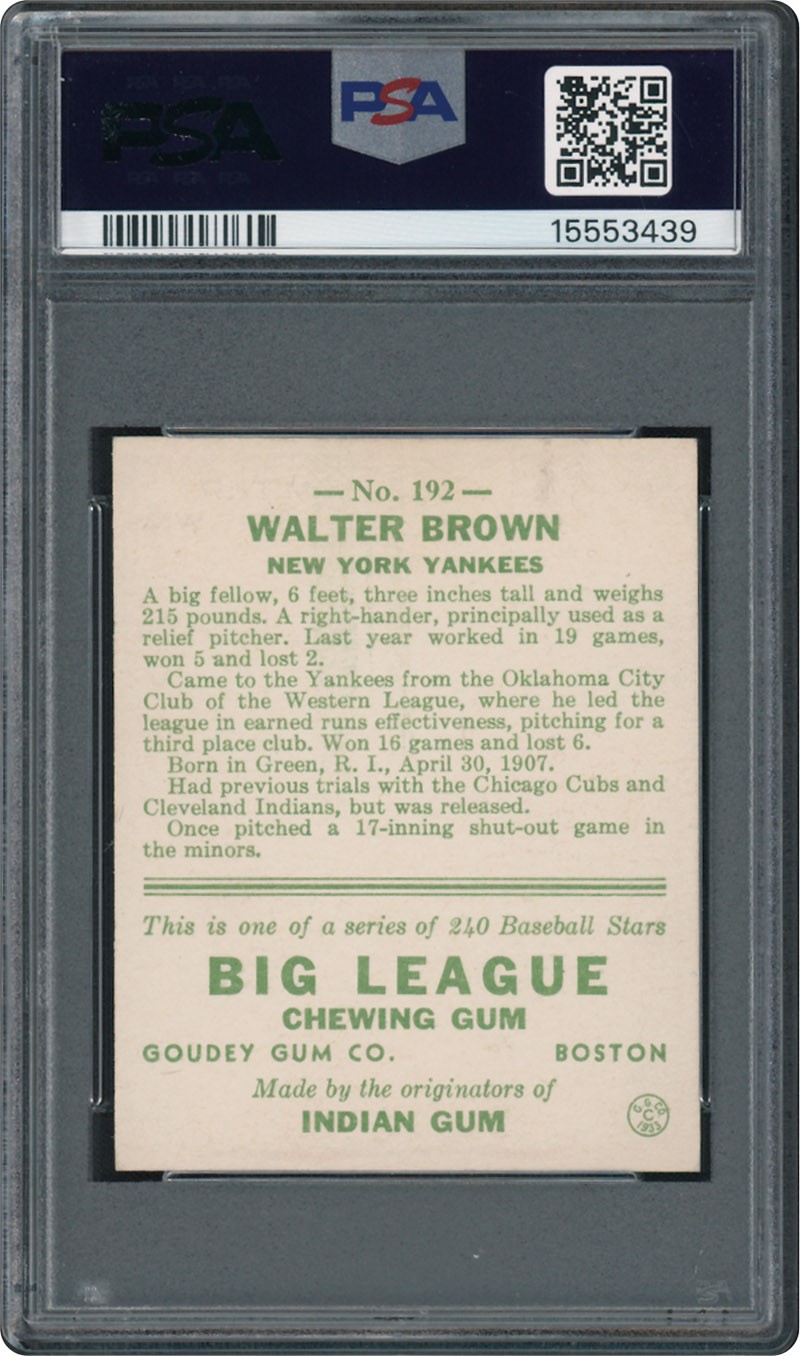 PSA
PSA
15553439
— No. 192 —
WALTER BROWN
NEW YORK YANKEES
A big fellow, 6 feet, three inches tall and weighs
215 pounds. A right-hander, principally used as a
relief pitcher. Last year worked in 19 games,
won 5 and lost 2.
Came to the Yankees from the Oklahoma City
Club of the Western League, where he led the
league in earned runs effectiveness, pitching for a
third place club. Won 16 games and lost 6.
Born in Green, R. I., April 30, 1907.
Had previous trials with the Chicago Cubs and
Cleveland Indians, but was released.
Once pitched a 17-inning shut-out game in
the minors.
This is one of a series of 240 Baseball Stars
BIG LEAGUE
CHEWING GUM
GOUDEY GUM CO. BOSTON
Made by the originators of
INDIAN GUM
G. G. CO.
C
1933